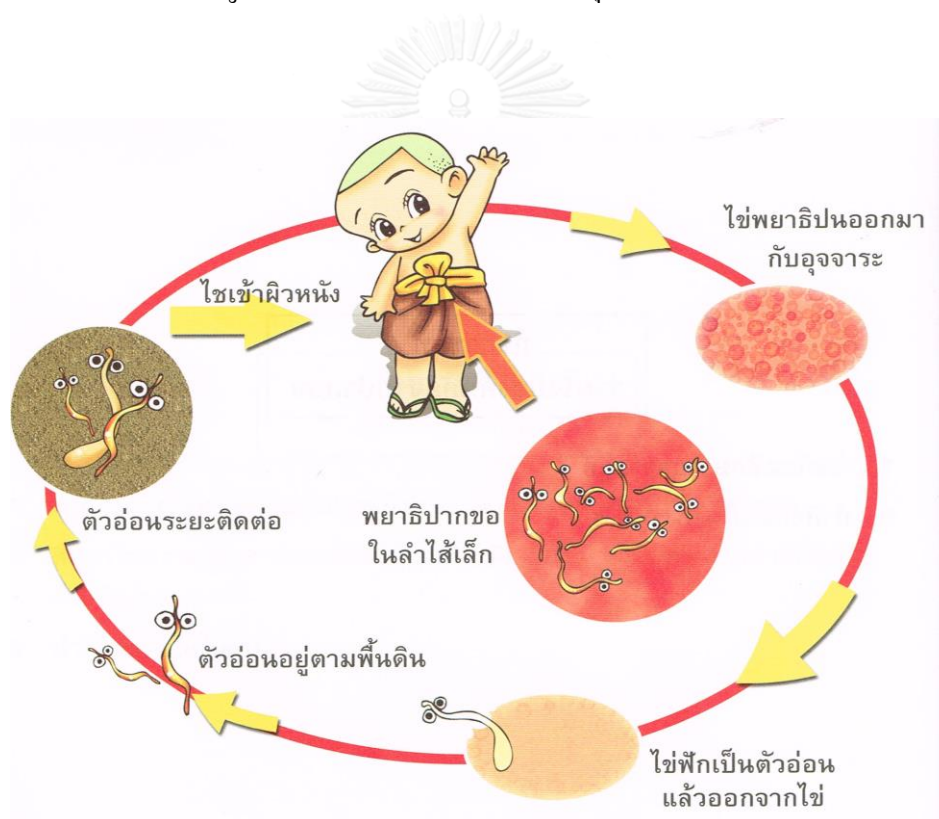 ไข่พยาธิปนออกมา
กับอุจจาระ
ไชเข้าผิวหนัง
ตัวอ่อนระยะติดต่อ
พยาธิปากขอ
ในลำไส้เล็ก
ตัวอ่อนอยู่ตามพื้นดิน
ไข่ฟักเป็นตัวอ่อน
แล้วออกจากไข่